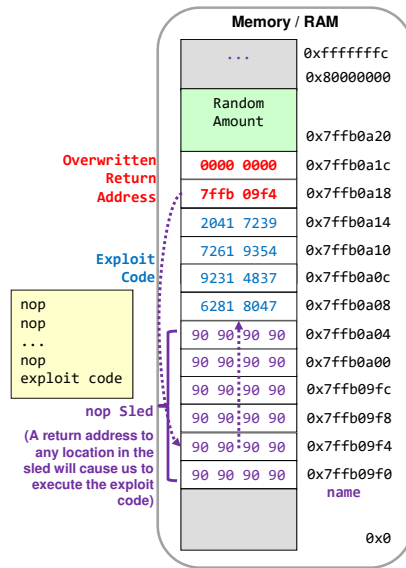 Memory / RAM
... 0xfffffffc
0x80000000
Random
Amount
0x7ffb0a20
Overwritten
Return
Address
0000 0000 0x7ffb0a1c
7ffb 09f4 0x7ffb0a18
2041 7239 0x7ffb0a14
7261 9354 0x7ffb0a10
Exploit
Code
9231 4837 0x7ffb0a0c
6281 8047 0x7ffb0a08
nop
nop
...
nop
exploit code
90 90 90 90 0x7ffb0a04
90 90 90 90 0x7ffb0a00
90 90 90 90 0x7ffb09fc
nop Sled
(A return address to
any location in the
sled will cause us to
execute the exploit
code)
90 90 90 90 0x7ffb09f8
90 90 90 90 0x7ffb09f4
90 90 90 90 0x7ffb09f0
name
0x0